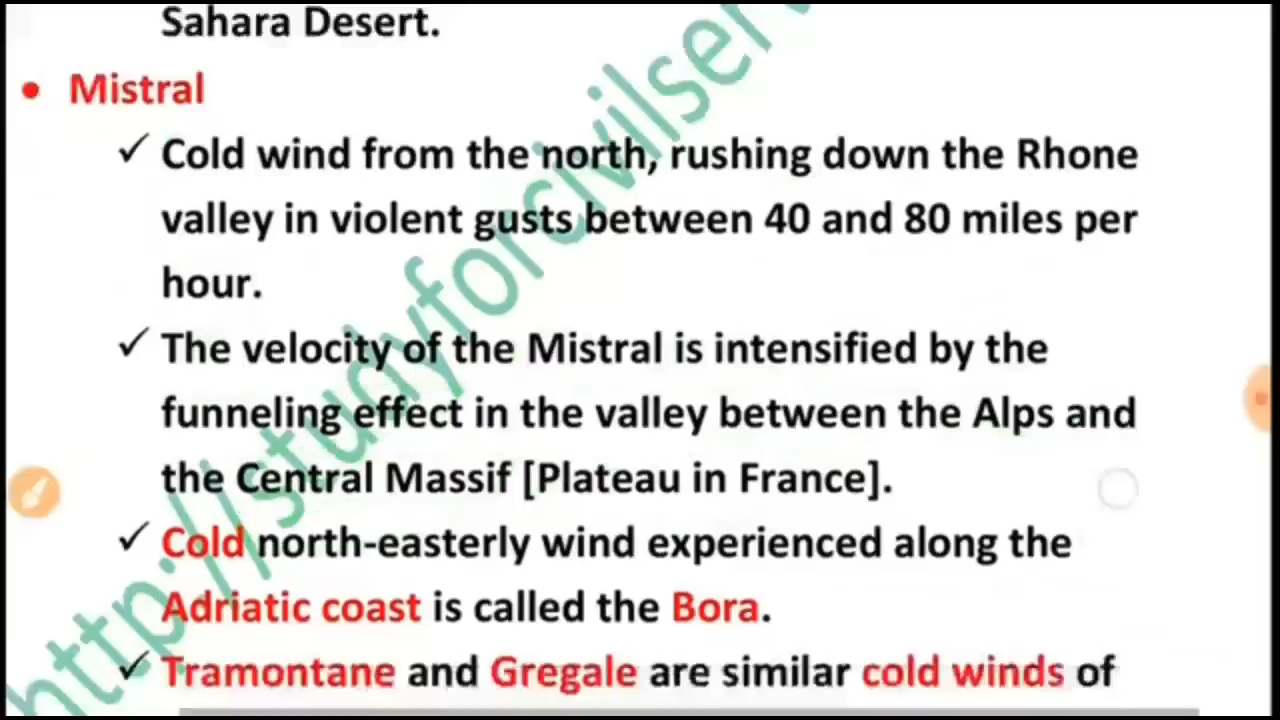 Sahara Desert.
• Mistral
✓ Cold wind from the north, rushing down the Rhone
valley in violent gusts between 40 and 80 miles per
hour.
✓ The velocity of the Mistral is intensified by the
funneling effect in the valley between the Alps and
the Central Massif [Plateau in France].
✓ Cold north-easterly wind experienced along the
Adriatic coast is called the Bora.
✓ Tramontane and Gregale are similar cold winds of
http://studyforcivilser